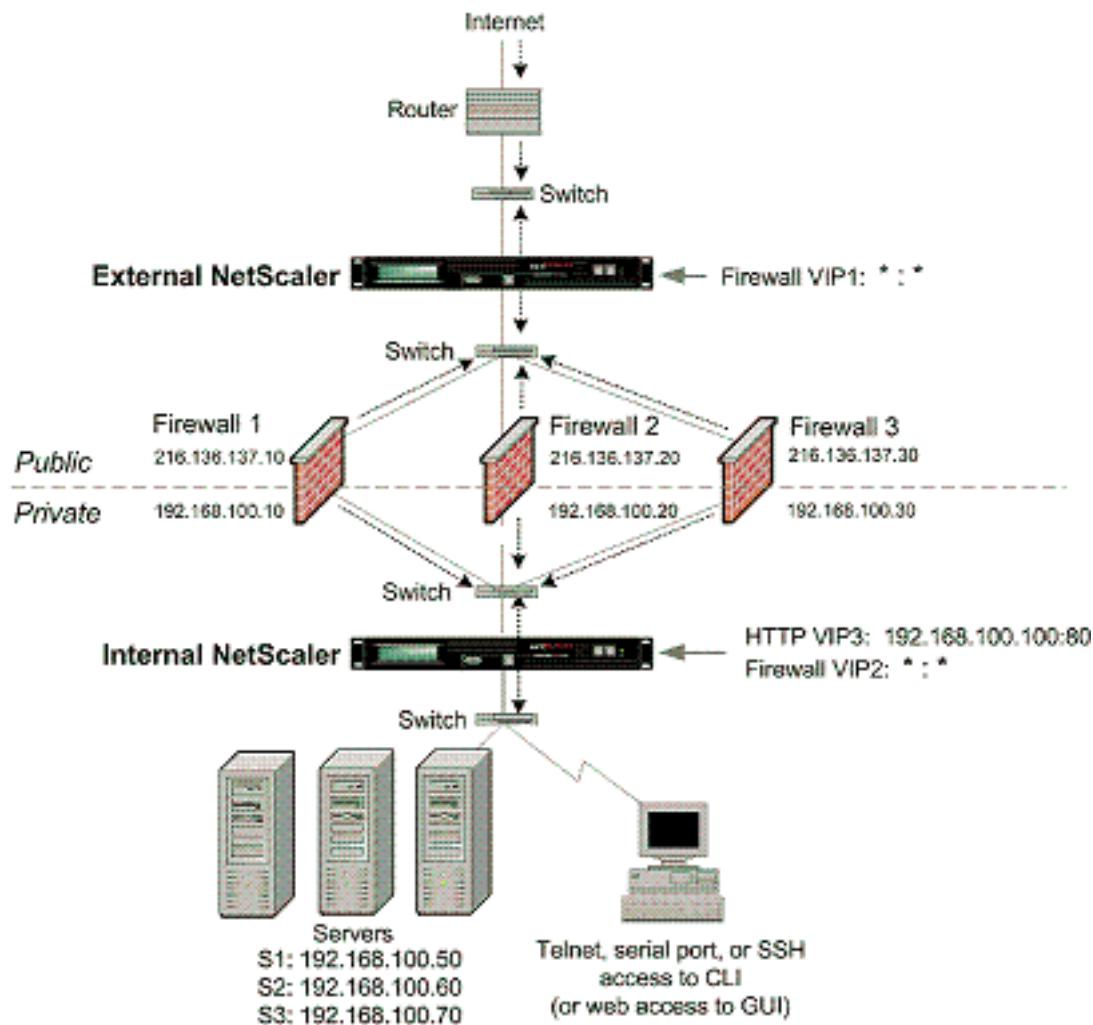 Internet
Router
Switch
External NetScaler
Firewall VIP1: * : *
Switch
Firewall 1
Firewall 2
Firewall 3
Public
216.136.137.10
216.136.137.20
216.136.137.30
Private
192.168.100.10
192.168.100.20
192.168.100.30
Switch
Internal NetScaler
HTTP VIP3: 192.168.100.100:80
Firewall VIP2: * : *
Switch
Servers
S1: 192.168.100.50
S2: 192.168.100.60
S3: 192.168.100.70
Telnet, serial port, or SSH
access to CLI
(or web access to GUI)